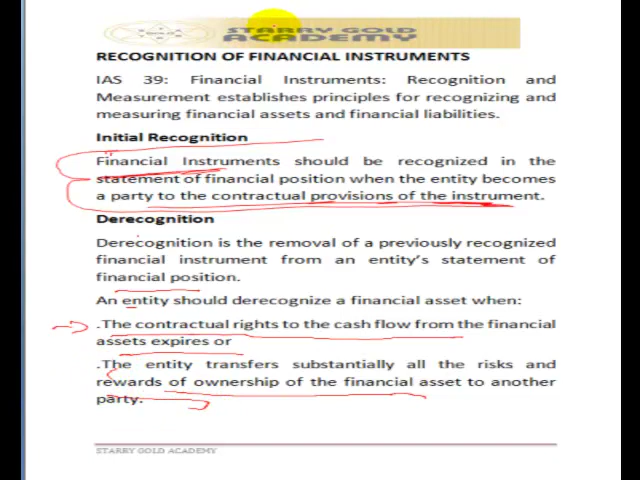 STARRY GOLD
ACADEMY
RECOGNITION OF FINANCIAL INSTRUMENTS
IAS 39: Financial Instruments: Recognition and
Measurement establishes principles for recognizing and
measuring financial assets and financial liabilities.
Initial Recognition
Financial Instruments should be recognized in the
statement of financial position when the entity becomes
a party to the contractual provisions of the instrument.
Derecognition
Derecognition is the removal of a previously recognized
financial instrument from an entity's statement of
financial position.
An entity should derecognize a financial asset when:
.The contractual rights to the cash flow from the financial
assets expires or
.The entity transfers substantially all the risks and
rewards of ownership of the financial asset to another
party.
STARRY GOLD ACADEMY